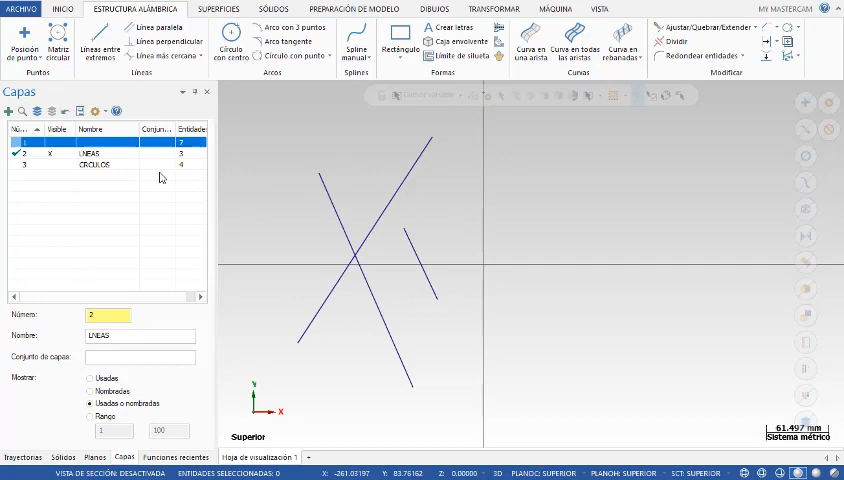 ARCHIVO INICIO ESTRUCTURA ALÁMBRICA SUPERFICIES SÓLIDOS PREPARACIÓN DE MODELO DIBUJOS TRANSFORMAR MÁQUINA VISTA MY MASTERCAM
Posición de punto
Matriz circular
Puntos
Líneas entre extremos
Línea paralela
Línea perpendicular
Línea más cercana
Líneas
Círculo con centro
Arco con 3 puntos
Arco tangente
Círculo con punto
Arcos
Spline manual
Splines
Rectángulo
Crear letras
Caja envolvente
Límite de silueta
Formas
Curva en una arista
Curva en todas las aristas
Curva en rebanadas
Curvas
Ajustar/Quebrar/Extender
Dividir
Redondear entidades
Modificar
Capas
Nú... Visible Nombre Conjun... Entidades
1 7
2 X LNEAS 3
3 CRCULOS 4
Número: 2
Nombre: LNEAS
Conjunto de capas:
Mostrar: Usadas
Nombradas
Usadas o nombradas
Rango
1 100
Y
X
Superior
61.497 mm
Sistema métrico
Trayectorias Sólidos Planos Capas Funciones recientes Hoja de visualización 1 +
VISTA DE SECCIÓN: DESACTIVADA ENTIDADES SELECCIONADAS: 0 X: -261.03197 Y: 83.76162 Z: 0.00000 3D PLANOC: SUPERIOR PLANOH: SUPERIOR SCT: SUPERIOR